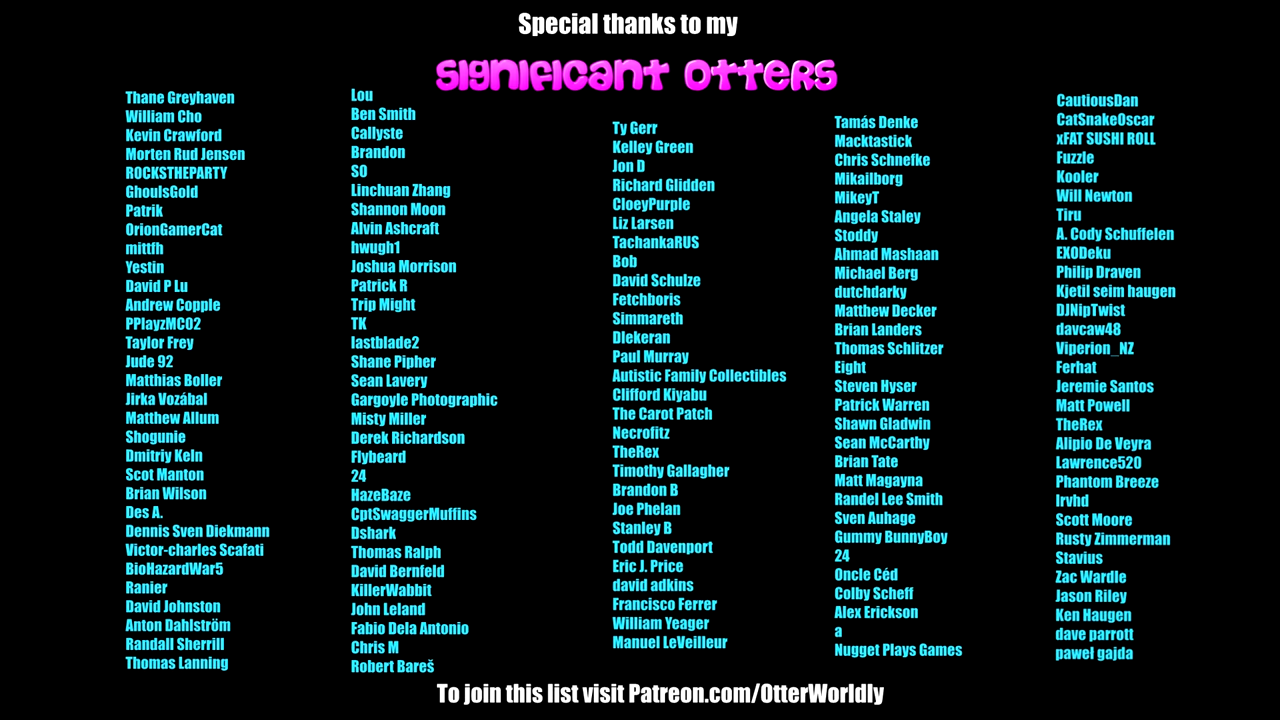 Special thanks to my
SIGNIFICANT OTTERS
Thane Greyhaven
William Cho
Kevin Crawford
Morten Rud Jensen
ROCKSTHEPARTY
GhoulsGold
Patrik
OrionGamerCat
mittfh
Yestin
David P Lu
Andrew Copple
PPlayzMC02
Taylor Frey
Jude 92
Matthias Boller
Jirka Vozábal
Matthew Allum
Shogunie
Dmitriy Keln
Scot Manton
Brian Wilson
Des A.
Dennis Sven Diekmann
Victor-charles Scafati
BioHazardWar5
Ranier
David Johnston
Anton Dahlström
Randall Sherrill
Thomas Lanning
Lou
Ben Smith
Callyste
Brandon
SO
Linchuan Zhang
Shannon Moon
Alvin Ashcraft
hwugh1
Joshua Morrison
Patrick R
Trip Might
TK
lastblade2
Shane Pipher
Sean Lavery
Gargoyle Photographic
Misty Miller
Derek Richardson
Flybeard
24
HazeBaze
CptSwaggerMuffins
Dshark
Thomas Ralph
David Bernfeld
KillerWabbit
John Leland
Fabio Dela Antonio
Chris M
Robert Bareš
Ty Gerr
Kelley Green
Jon D
Richard Glidden
CloeyPurple
Liz Larsen
TachankaRUS
Bob
David Schulze
Fetchboris
Simmareth
Dlekeran
Paul Murray
Autistic Family Collectibles
Clifford Kiyabu
The Carot Patch
Necrofitz
TheRex
Timothy Gallagher
Brandon B
Joe Phelan
Stanley B
Todd Davenport
Eric J. Price
david adkins
Francisco Ferrer
William Yeager
Manuel LeVeilleur
Tamás Denke
Macktastick
Chris Schnefke
Mikailborg
MikeyT
Angela Staley
Stoddy
Ahmad Mashaan
Michael Berg
dutchdarky
Matthew Decker
Brian Landers
Thomas Schlitzer
Eight
Steven Hyser
Patrick Warren
Shawn Gladwin
Sean McCarthy
Brian Tate
Matt Magayna
Randel Lee Smith
Sven Auhage
Gummy BunnyBoy
24
Oncle Céd
Colby Scheff
Alex Erickson
a
Nugget Plays Games
CautiousDan
CatSnakeOscar
xFAT SUSHI ROLL
Fuzzle
Kooler
Will Newton
Tiru
A. Cody Schuffelen
EXODeku
Philip Draven
Kjetil seim haugen
DJNipTwist
davcaw48
Viperion_NZ
Ferhat
Jeremie Santos
Matt Powell
TheRex
Alipio De Veyra
Lawrence520
Phantom Breeze
lrvhd
Scott Moore
Rusty Zimmerman
Stavius
Zac Wardle
Jason Riley
Ken Haugen
dave parrott
pawel gajda
To join this list visit Patreon.com/OtterWorldly